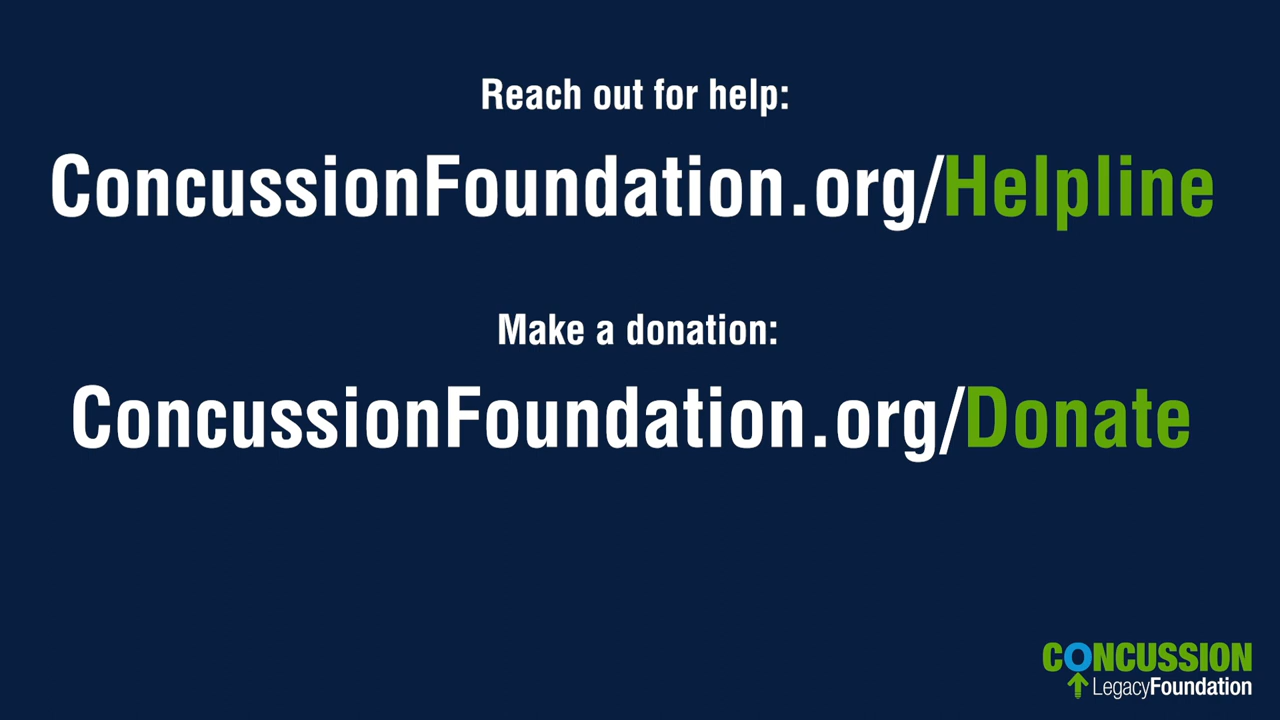 Reach out for help:
ConcussionFoundation.org/Helpline
Make a donation:
ConcussionFoundation.org/Donate
CONCUSSION
LegacyFoundation